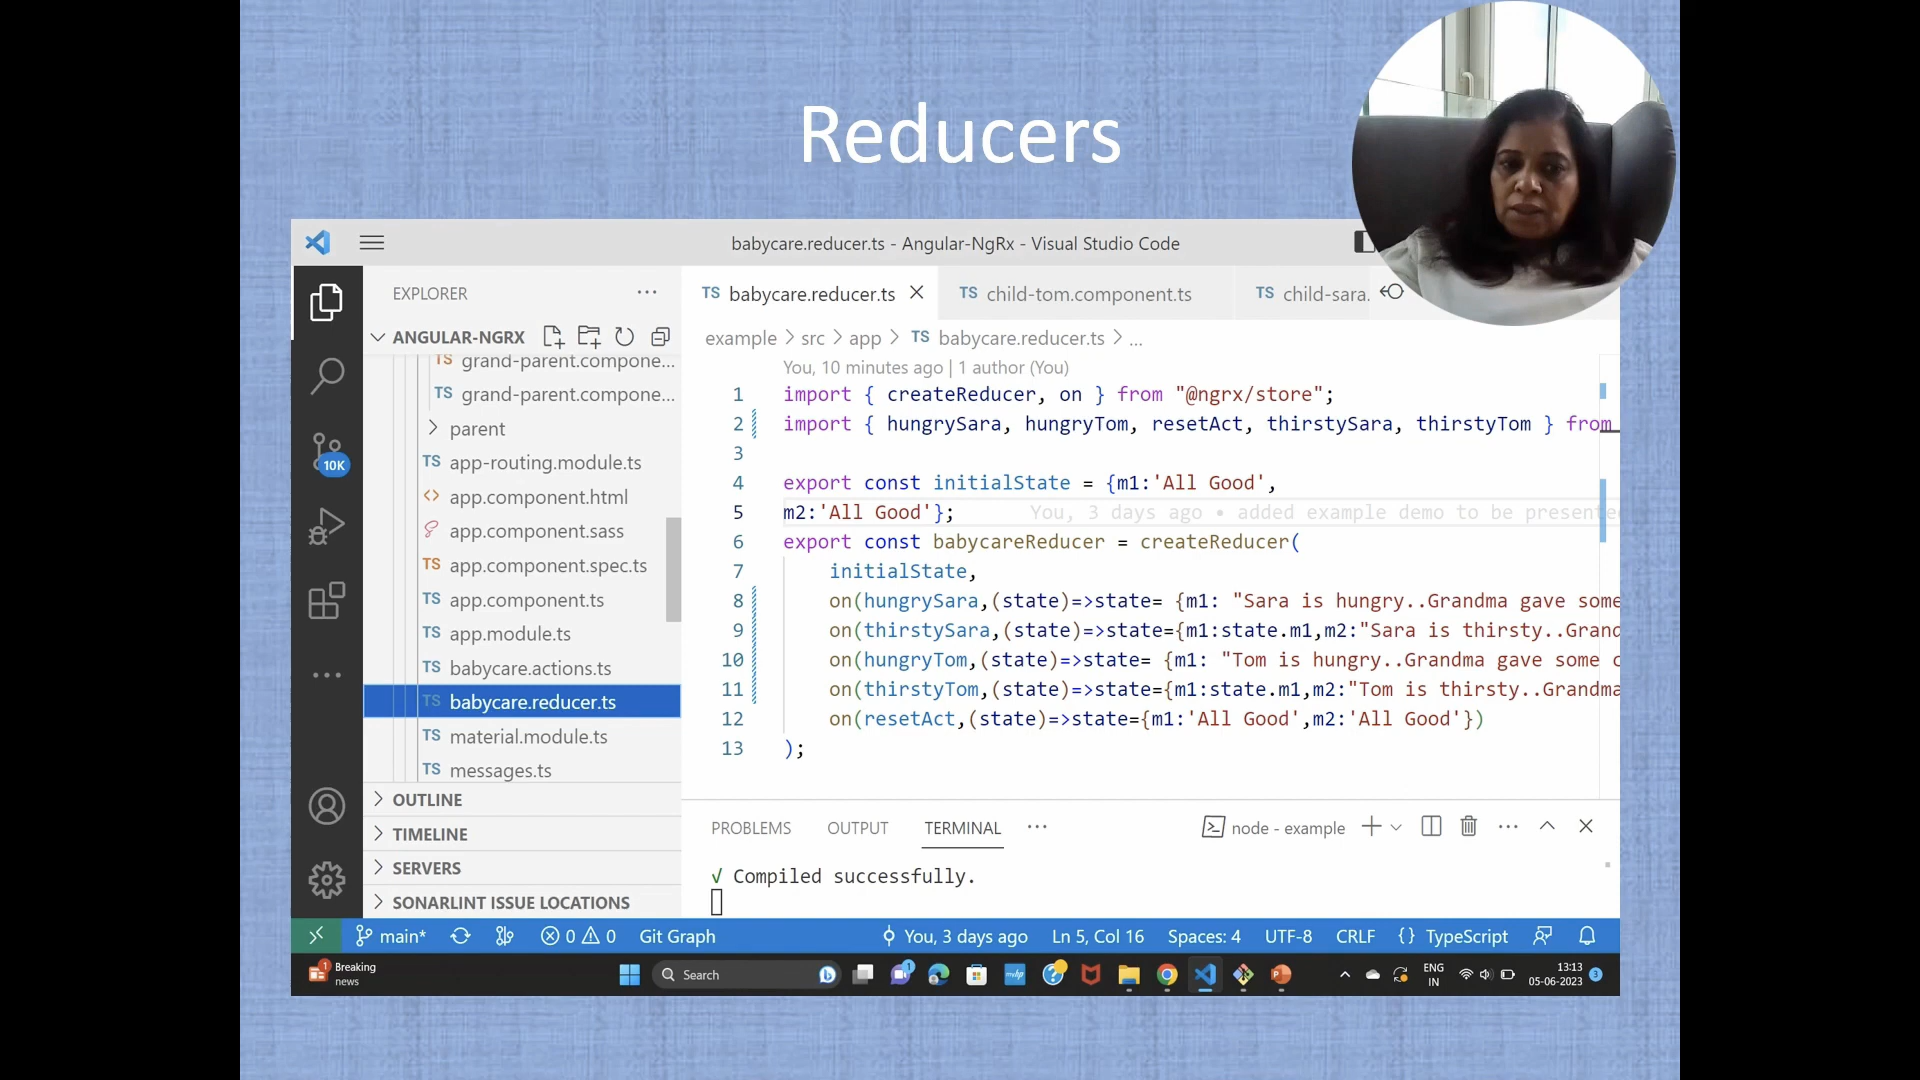 Reducers
babycare.reducer.ts - Angular-NgRx - Visual Studio Code
EXPLORER
ANGULAR-NGRX
grand-parent.compone...
TS grand-parent.compone...
parent
TS app-routing.module.ts
<> app.component.html
app.component.sass
TS app.component.spec.ts
TS app.component.ts
TS app.module.ts
TS babycare.actions.ts
TS babycare.reducer.ts
TS material.module.ts
TS messages.ts
OUTLINE
TIMELINE
SERVERS
SONARLINT ISSUE LOCATIONS
10K
TS babycare.reducer.ts
TS child-tom.component.ts
TS child-sara.
example > src > app > TS babycare.reducer.ts > ...
You, 10 minutes ago | 1 author (You)
1 import { createReducer, on } from "@ngrx/store";
2 import { hungrySara, hungryTom, resetAct, thirstySara, thirstyTom } from
3
4 export const initialState = {m1:'All Good',
5 m2:'All Good'}; You, 3 days ago • added example demo to be presente
6 export const babycareReducer = createReducer(
7 initialState,
8 on(hungrySara,(state)=>state= {m1: "Sara is hungry..Grandma gave some
9 on(thirstySara,(state)=>state={m1:state.m1,m2:"Sara is thirsty..Grand
10 on(hungryTom,(state)=>state= {m1: "Tom is hungry..Grandma gave some c
11 on(thirstyTom,(state)=>state={m1:state.m1,m2:"Tom is thirsty..Grandma
12 on(resetAct,(state)=>state={m1:'All Good',m2:'All Good'})
13 );
PROBLEMS OUTPUT TERMINAL ...
node - example
√ Compiled successfully.
main* 0 0 Git Graph You, 3 days ago Ln 5, Col 16 Spaces: 4 UTF-8 CRLF {} TypeScript
Breaking
news
Search
ENG
IN
13:13
05-06-2023
3